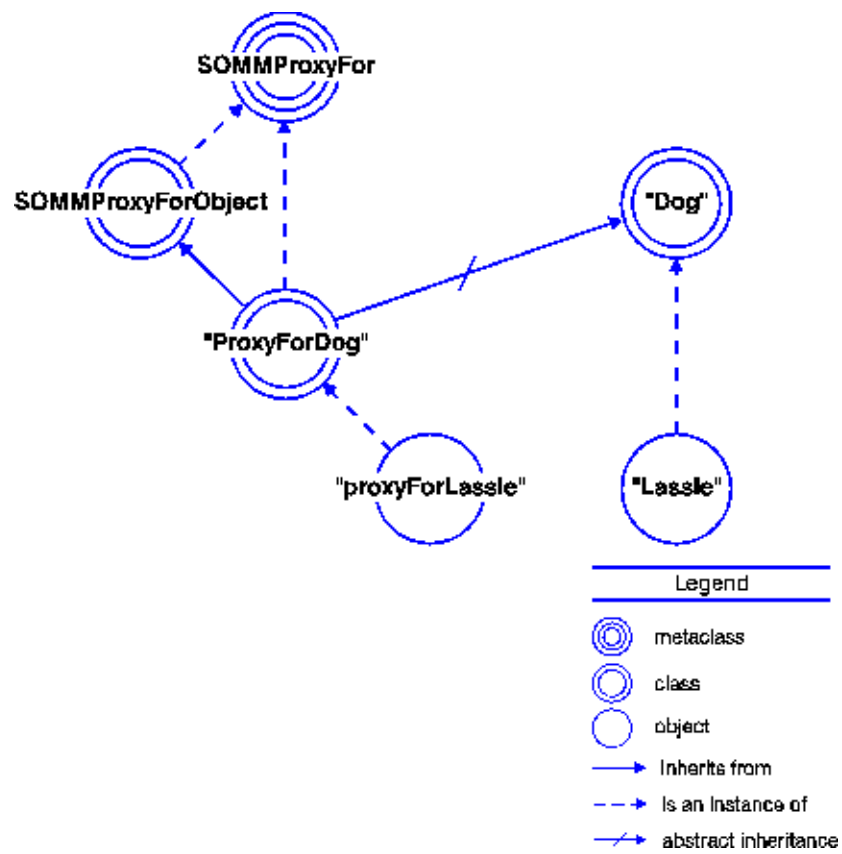 SOMMProxyFor
SOMMProxyForObject
"Dog"
"ProxyForDog"
"proxyForLassie"
"Lassie"
Legend
metaclass
class
object
Inherits from
Is an Instance of
abstract inheritance